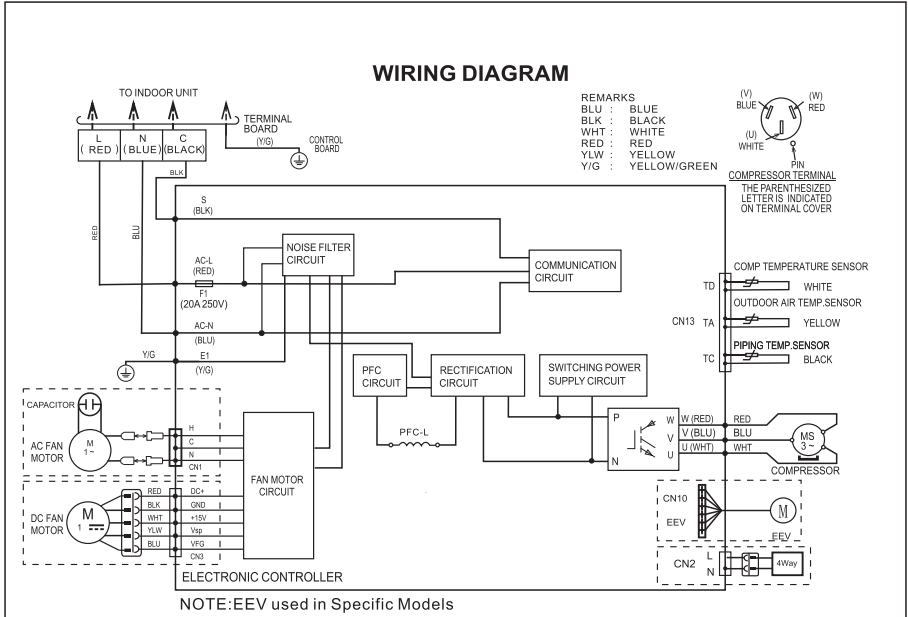 WIRING DIAGRAM
TO INDOOR UNIT
TERMINAL
BOARD
(Y/G)
CONTROL
BOARD
L
( RED )
N
(BLUE)
C
(BLACK)
BLK
RED
BLU
REMARKS
BLU : BLUE
BLK : BLACK
WHT : WHITE
RED : RED
YLW : YELLOW
Y/G : YELLOW/GREEN
(V)
BLUE
(W)
RED
(U)
WHITE
PIN
COMPRESSOR TERMINAL
THE PARENTHESIZED
LETTER IS INDICATED
ON TERMINAL COVER
S
(BLK)
AC-L
(RED)
F1
(20A 250V)
AC-N
(BLU)
Y/G
E1
(Y/G)
NOISE FILTER
CIRCUIT
COMMUNICATION
CIRCUIT
PFC
CIRCUIT
RECTIFICATION
CIRCUIT
SWITCHING POWER
SUPPLY CIRCUIT
PFC-L
COMP TEMPERATURE SENSOR
TD
WHITE
OUTDOOR AIR TEMP.SENSOR
CN13 TA
YELLOW
PIPING TEMP.SENSOR
TC
BLACK
P
N
W
V
U
W (RED)
V (BLU)
U (WHT)
RED
BLU
WHT
MS
3 ~
COMPRESSOR
CAPACITOR
AC FAN
MOTOR
M
1 ~
H
C
N
CN1
FAN MOTOR
CIRCUIT
DC FAN
MOTOR
M
1
RED DC+
BLK GND
WHT +15V
YLW Vsp
BLU VFG
CN3
CN10
EEV
M
EEV
CN2
L
N
4Way
ELECTRONIC CONTROLLER
NOTE:EEV used in Specific Models